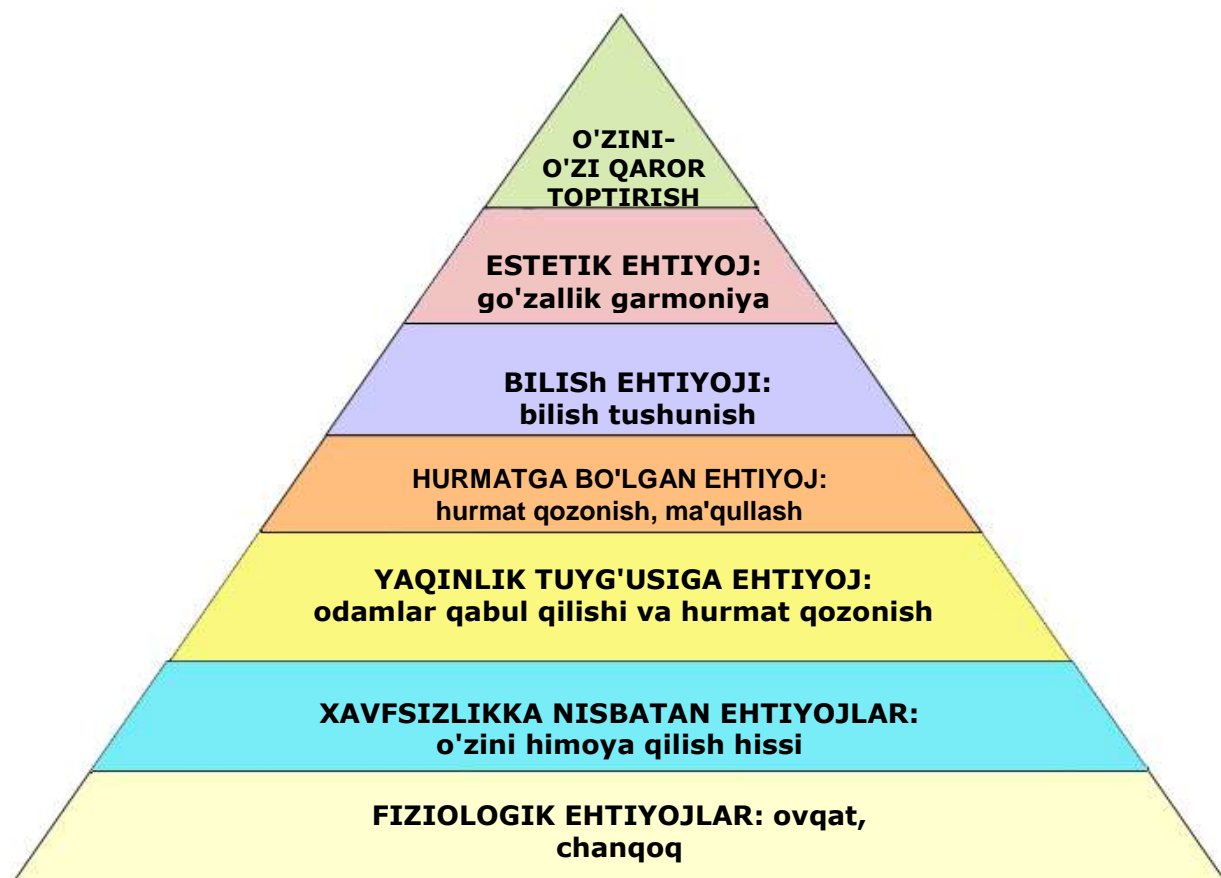 O'ZINI-
O'ZI QAROR
TOPTIRISH
ESTETIK EHTIYOJ:
go'zallik garmoniya
BILISh EHTIYOJI:
bilish tushunish
HURMATGA BO'LGAN EHTIYOJ:
hurmat qozonish, ma'qullash
YAQINLIK TUYG'USIGA EHTIYOJ:
odamlar qabul qilishi va hurmat qozonish
XAVFSIZLIKKA NISBATAN EHTIYOJLAR:
o'zini himoya qilish hissi
FIZIOLOGIK EHTIYOJLAR: ovqat,
chanqoq